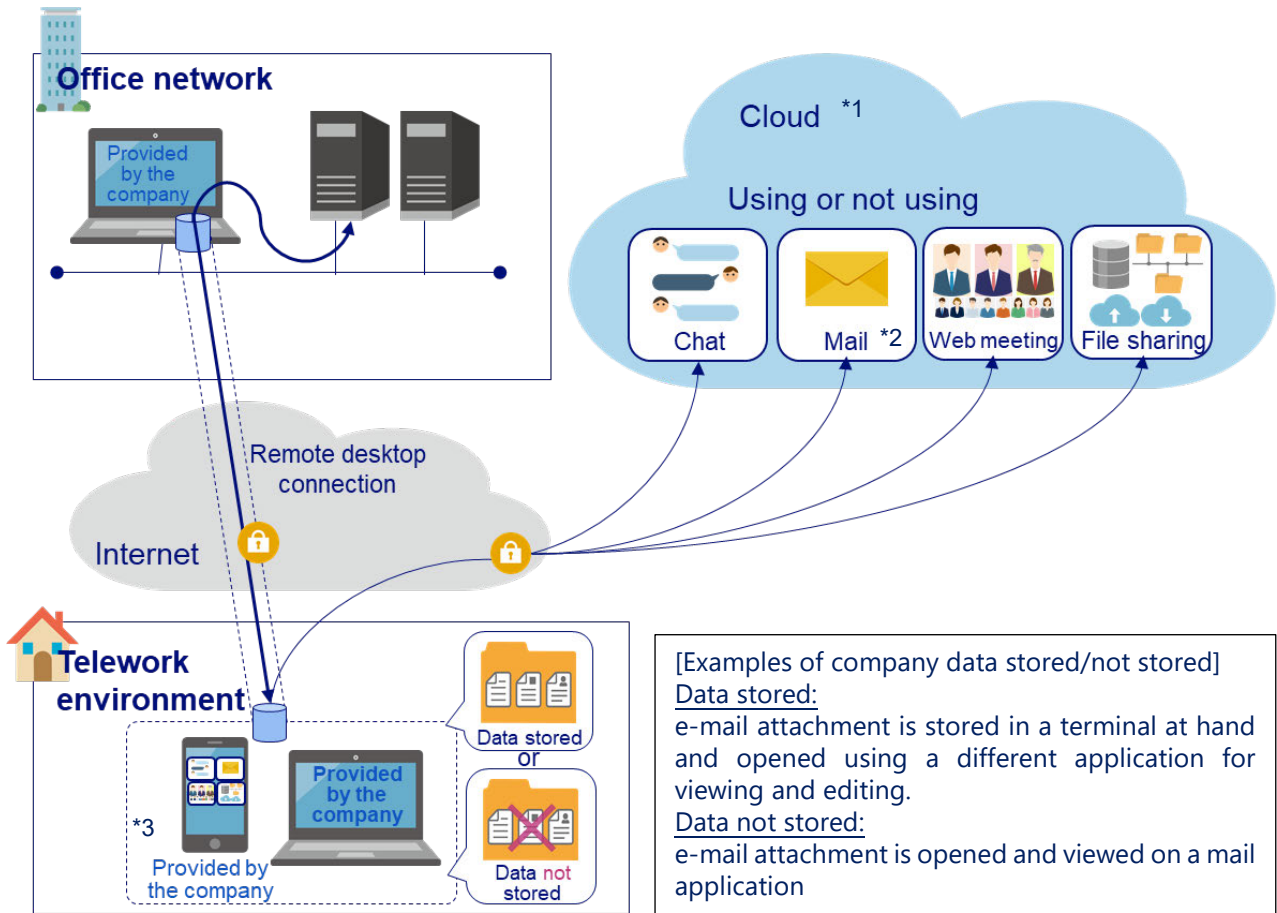 Office network
Provided
by the
company
Cloud *1
Using or not using
Chat
Mail *2
Web meeting
File sharing
Remote desktop
connection
Internet
Telework
environment
*3
Provided by
the company
Provided
by the
company
Data stored
or
Data not
stored
[Examples of company data stored/not stored]
Data stored:
e-mail attachment is stored in a terminal at hand
and opened using a different application for
viewing and editing.
Data not stored:
e-mail attachment is opened and viewed on a mail
application